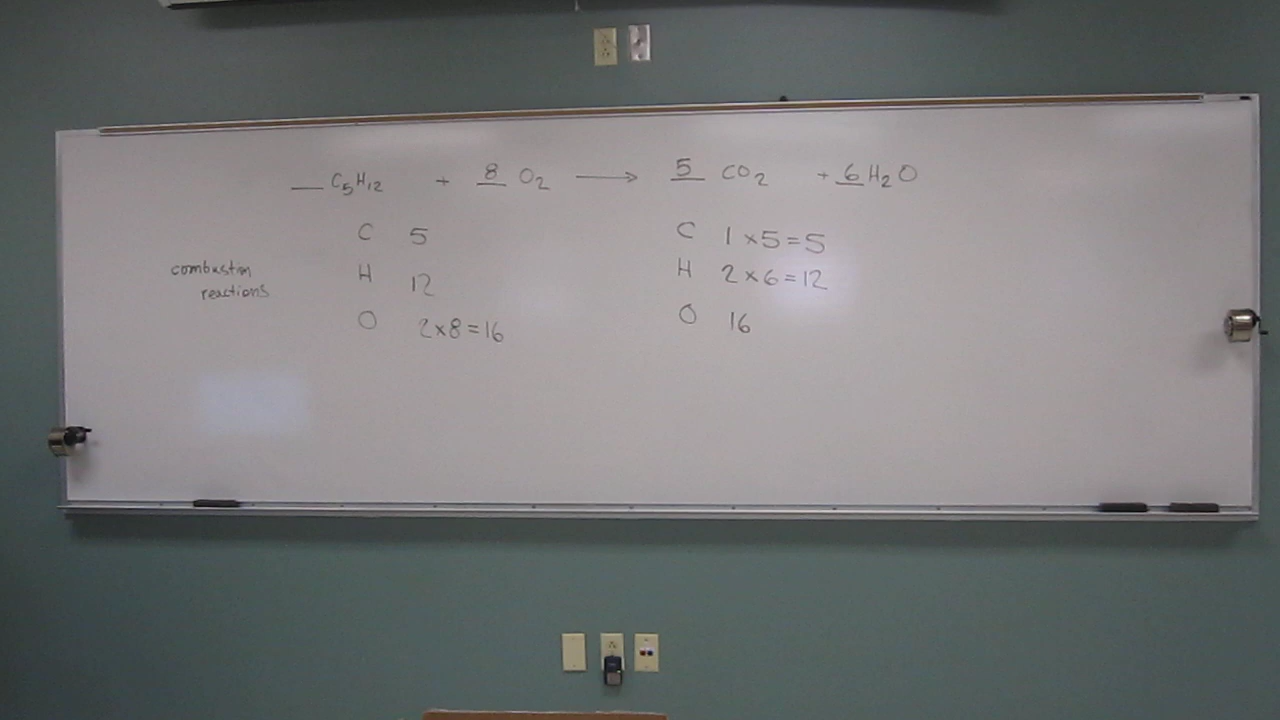 __ C₅H₁₂ + 8 O₂ → 5 CO₂ + 6 H₂O
C 5 C 1 × 5 = 5
H 12 H 2 × 6 = 12
O 2 × 8 = 16 O 16
combustion
reactions